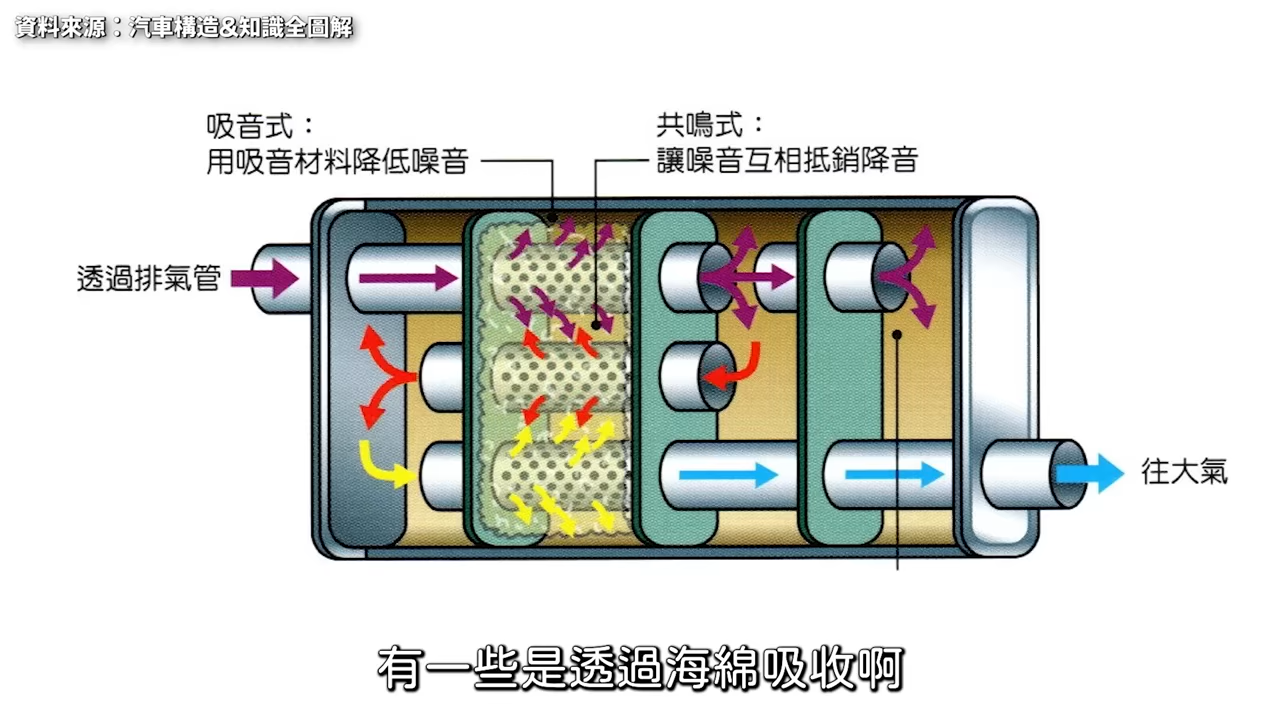 資料來源：汽車構造&知識全圖解
吸音式：
用吸音材料降低噪音
共鳴式：
讓噪音互相抵銷降音
透過排氣管
往大氣
有一些是透過海綿吸收啊